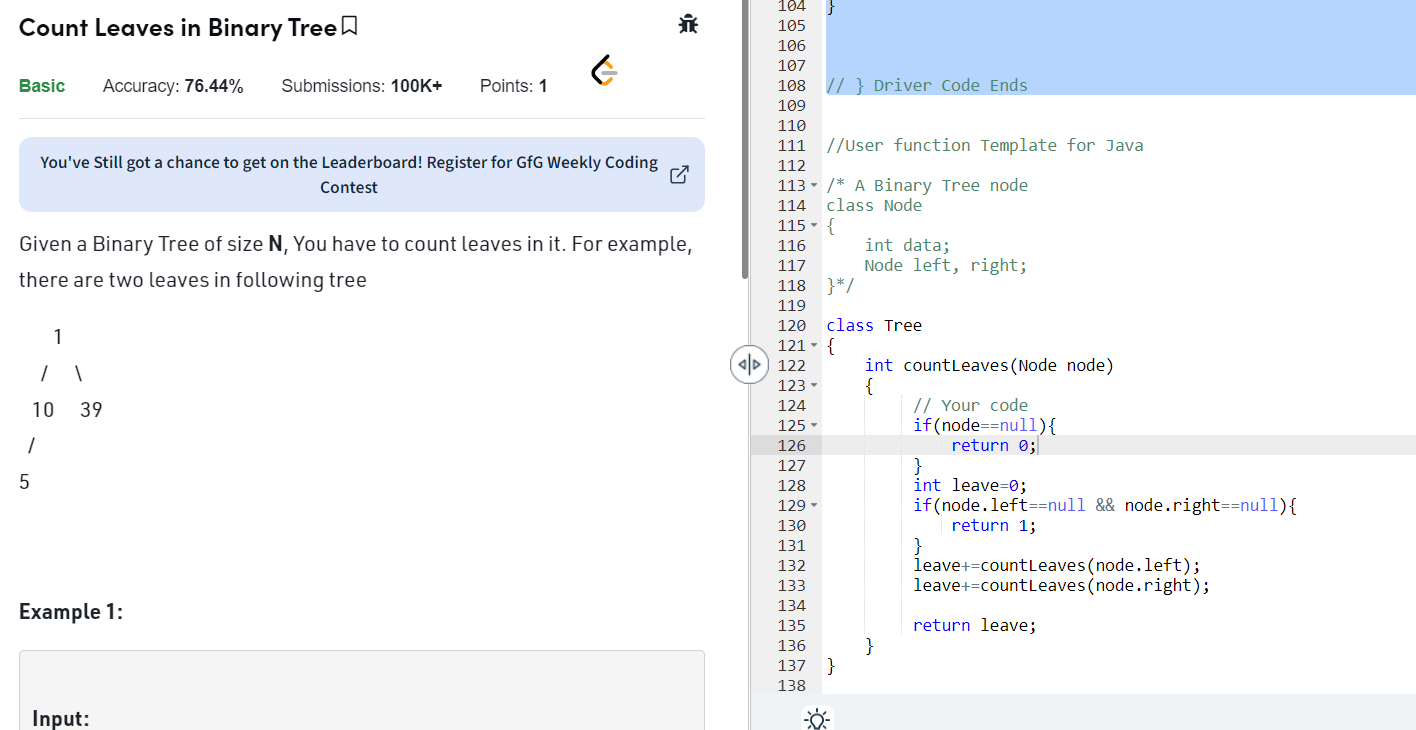 Count Leaves in Binary Tree
Basic Accuracy: 76.44% Submissions: 100K+ Points: 1
You've Still got a chance to get on the Leaderboard! Register for GfG Weekly Coding
Contest
Given a Binary Tree of size N, You have to count leaves in it. For example,
there are two leaves in following tree
1
/ \
10 39
/
5
Example 1:
Input:
104 }
105
106
107
108 // } Driver Code Ends
109
110
111 //User function Template for Java
112
113 /* A Binary Tree node
114 class Node
115 {
116     int data;
117     Node left, right;
118 }*/
119
120 class Tree
121 {
122     int countLeaves(Node node)
123     {
124          // Your code
125          if(node==null){
126              return 0;
127          }
128          int leave=0;
129          if(node.left==null && node.right==null){
130              return 1;
131          }
132          leave+=countLeaves(node.left);
133          leave+=countLeaves(node.right);
134
135          return leave;
136     }
137 }
138